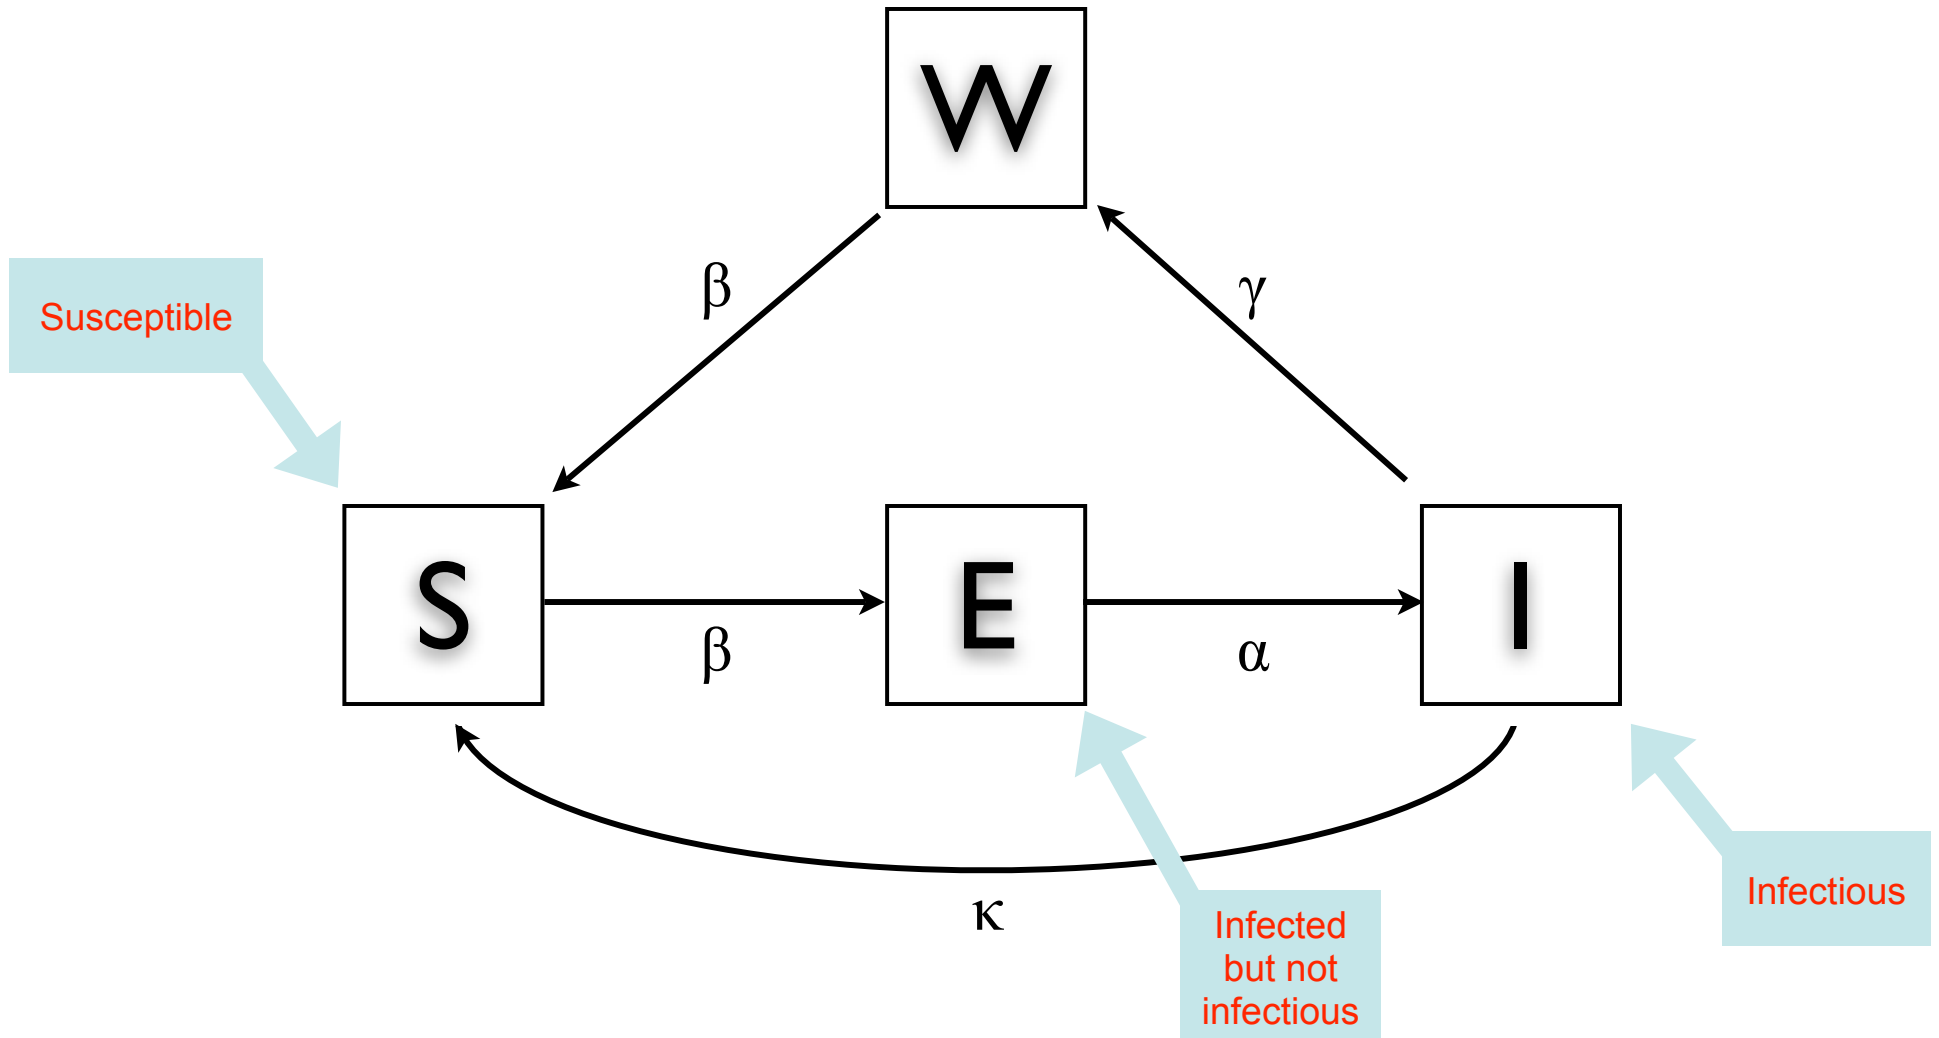 W
β
γ
Susceptible
S
E
I
β
α
κ
Infected
but not
infectious
Infectious